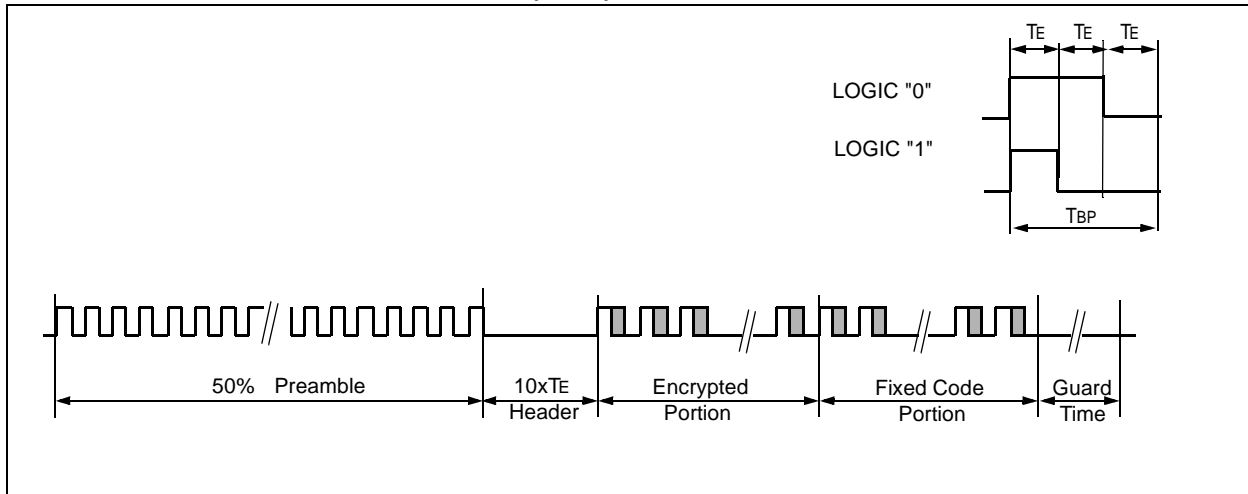 TE TE TE
LOGIC "0"
LOGIC "1"
TBP
50% Preamble
10xTE
Header
Encrypted
Portion
Fixed Code
Portion
Guard
Time